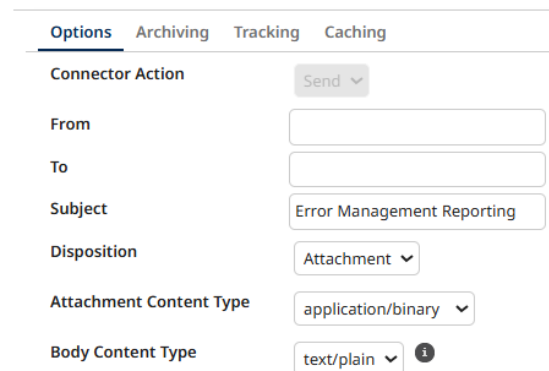 Options Archiving Tracking Caching
Connector Action Send
From
To
Subject Error Management Reporting
Disposition Attachment
Attachment Content Type application/binary
Body Content Type text/plain i